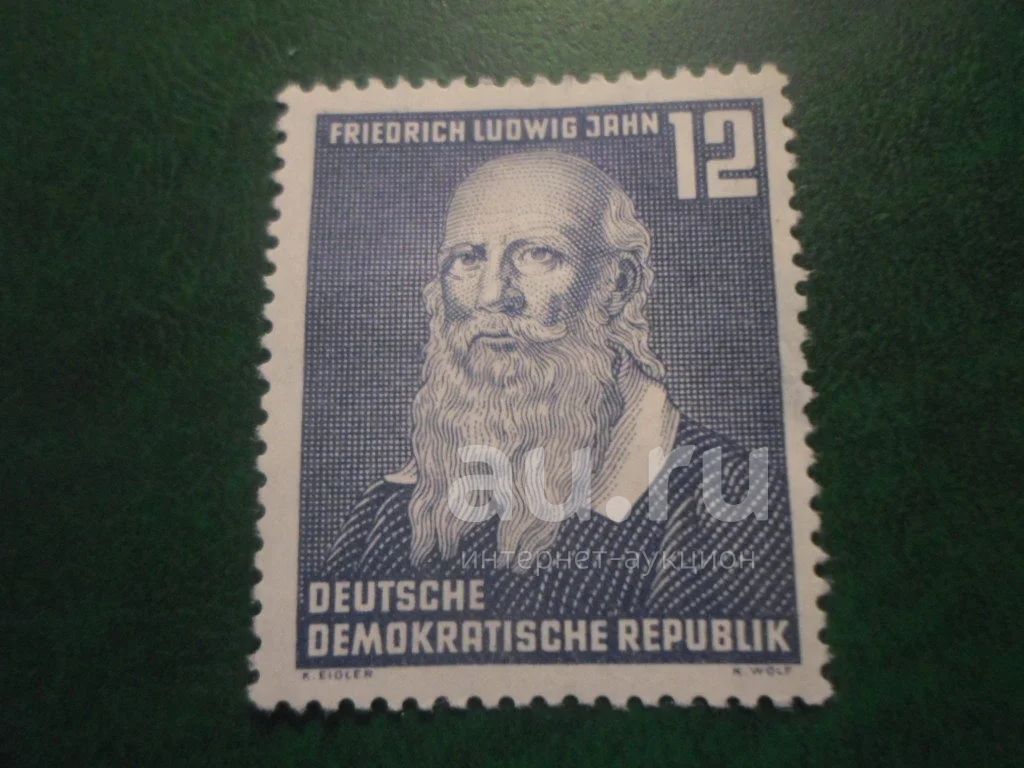 FRIEDRICH LUDWIG JAHN 12
au.ru
интернет-аукцион
DEUTSCHE
DEMOKRATISCHE REPUBLIK
K. EIDLER K. WOLF